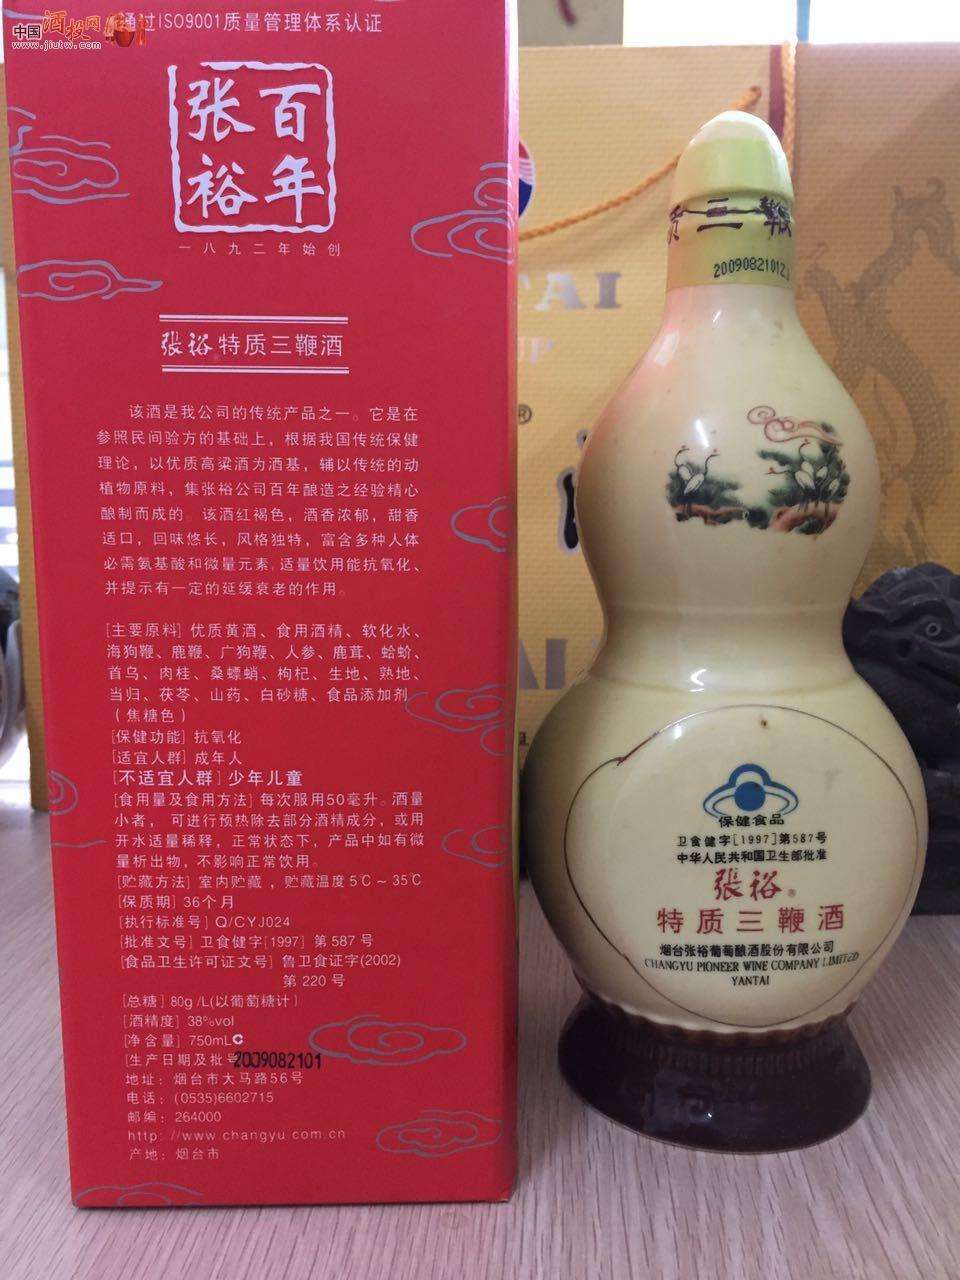 中国酒投网
www.jiutw.com
通过ISO9001质量管理体系认证
百年
张裕
一八九二年始创
张裕 特质三鞭酒
该酒是我公司的传统产品之一。它是在
参照民间验方的基础上，根据我国传统保健
理论，以优质高粱酒为酒基，辅以传统的动
植物原料，集张裕公司百年酿造之经验精心
酿制而成的。该酒红褐色，酒香浓郁，甜香
适口，回味悠长，风格独特，富含多种人体
必需氨基酸和微量元素。适量饮用能抗氧化、
并提示有一定的延缓衰老的作用。
[主要原料] 优质黄酒、食用酒精、软化水、
海狗鞭、鹿鞭、广狗鞭、人参、鹿茸、蛤蚧、
首乌、肉桂、桑螵蛸、枸杞、生地、熟地、
当归、茯苓、山药、白砂糖、食品添加剂
（焦糖色）
[保健功能] 抗氧化
[适宜人群] 成年人
[不适宜人群] 少年儿童
[食用量及食用方法] 每次服用50毫升。酒量
小者，可进行预热除去部分酒精成分，或用
开水适量稀释，正常状态下，产品中如有微
量析出物，不影响正常饮用。
[贮藏方法] 室内贮藏，贮藏温度5℃～35℃
[保质期] 36个月
[执行标准号] Q/CYJ024
[批准文号] 卫食健字[1997] 第587号
[食品卫生许可证文号] 鲁卫食证字(2002)
第220号
[总糖] 80g/L(以葡萄糖计)
[酒精度] 38%vol
[净含量] 750mL
[生产日期及批号
2009082101
地址：烟台市大马路56号
电话：(0535)6602715
邮编：264000
http://www.changyu.com.cn
产地：烟台市
质三鞭
2009082101
TAI
UP
®
AI
保健食品
卫食健字[1997]第587号
中华人民共和国卫生部批准
张裕®
特质三鞭酒
烟台张裕葡萄酿酒股份有限公司
CHANGYU PIONEER WINE COMPANY LIMITED
YANTAI